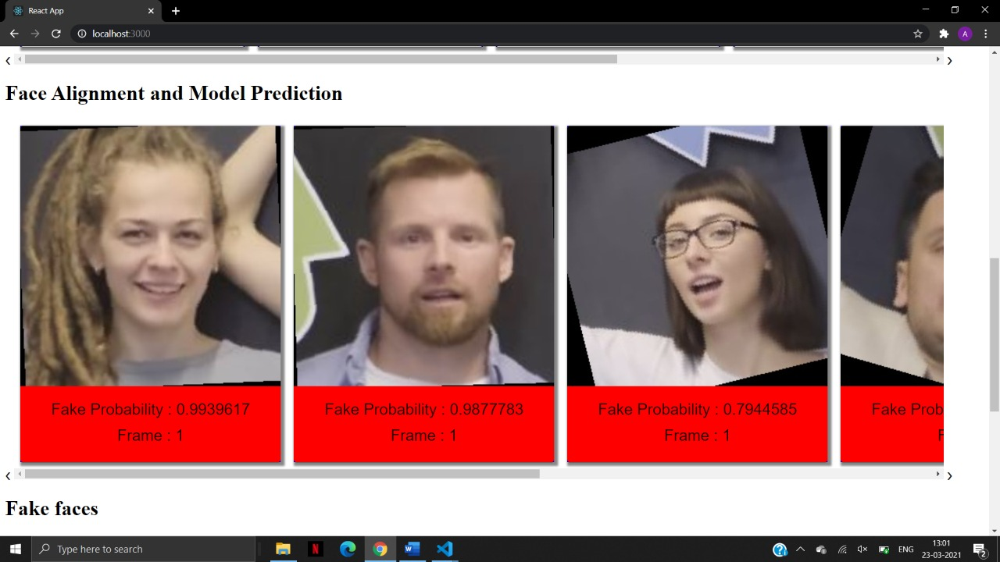 React App
localhost:3000
A
Face Alignment and Model Prediction
Fake Probability : 0.9939617
Frame : 1
Fake Probability : 0.9877783
Frame : 1
Fake Probability : 0.7944585
Frame : 1
Fake Prob
F
Fake faces
Type here to search
N
W
ENG
13:01
23-03-2021
2